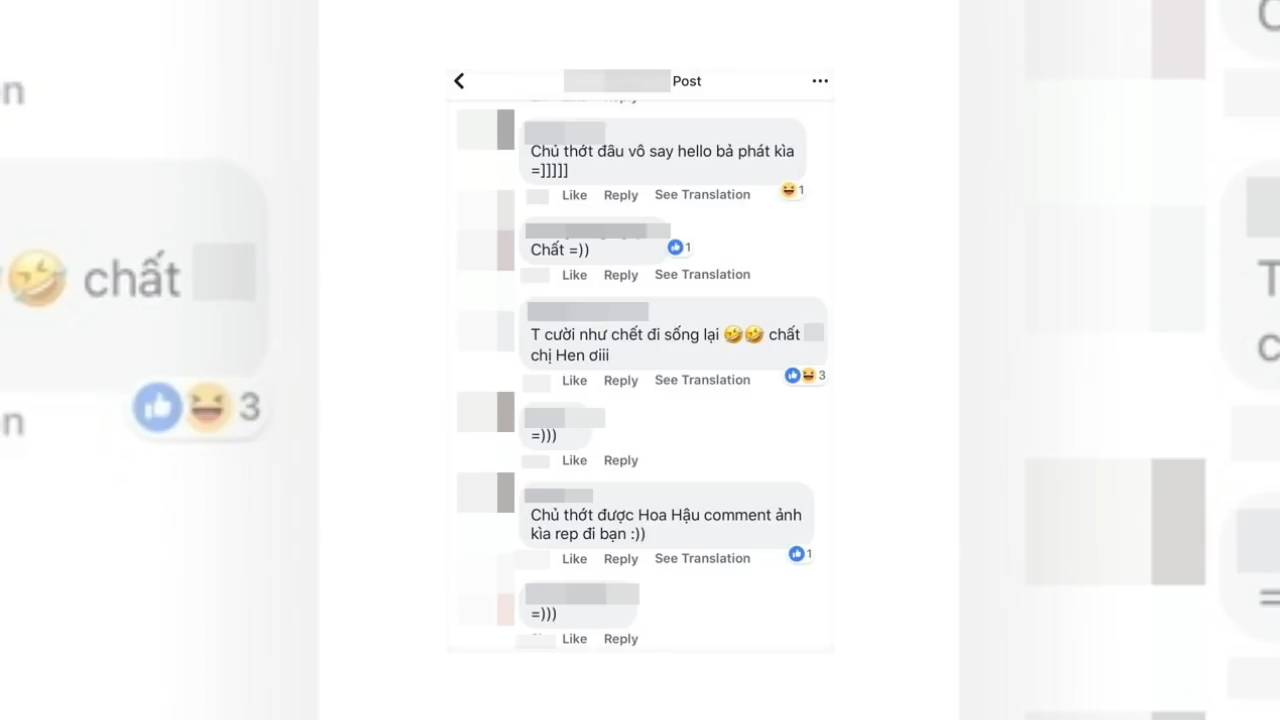 Post
Chủ thớt đâu vô say hello bả phát kìa
=]]]]]
Like Reply See Translation
1
Chất =))
1
Like Reply See Translation
T cười như chết đi sống lại 🤣🤣 chất
chị Hen ơiii
Like Reply See Translation
3
=)))
Like Reply
Chủ thớt được Hoa Hậu comment ảnh
kìa rep đi bạn :))
Like Reply See Translation
1
=)))
Like Reply
🤣 chất
3